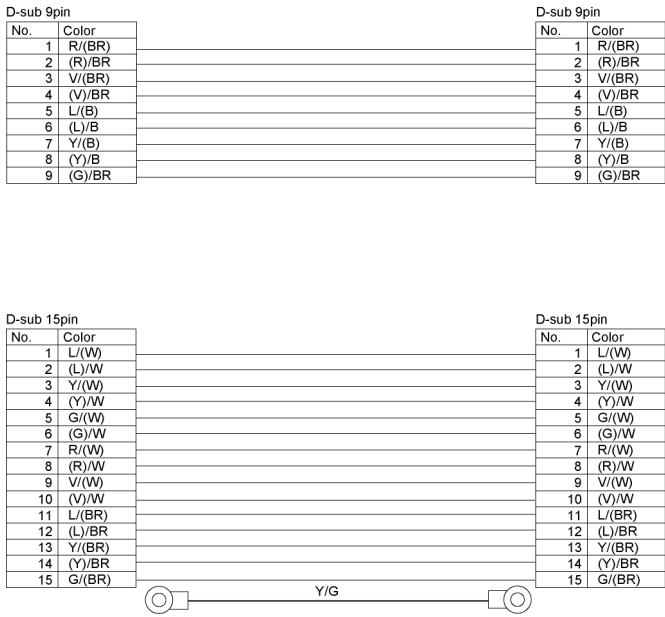 D-sub 9pin D-sub 9pin
No. Color No. Color
1 R/(BR) 1 R/(BR)
2 (R)/BR 2 (R)/BR
3 V/(BR) 3 V/(BR)
4 (V)/BR 4 (V)/BR
5 L/(B) 5 L/(B)
6 (L)/B 6 (L)/B
7 Y/(B) 7 Y/(B)
8 (Y)/B 8 (Y)/B
9 (G)/BR 9 (G)/BR
D-sub 15pin D-sub 15pin
No. Color No. Color
1 L/(W) 1 L/(W)
2 (L)/W 2 (L)/W
3 Y/(W) 3 Y/(W)
4 (Y)/W 4 (Y)/W
5 G/(W) 5 G/(W)
6 (G)/W 6 (G)/W
7 R/(W) 7 R/(W)
8 (R)/W 8 (R)/W
9 V/(W) 9 V/(W)
10 (V)/W 10 (V)/W
11 L/(BR) 11 L/(BR)
12 (L)/BR 12 (L)/BR
13 Y/(BR) 13 Y/(BR)
14 (Y)/BR 14 (Y)/BR
15 G/(BR) 15 G/(BR)
Y/G